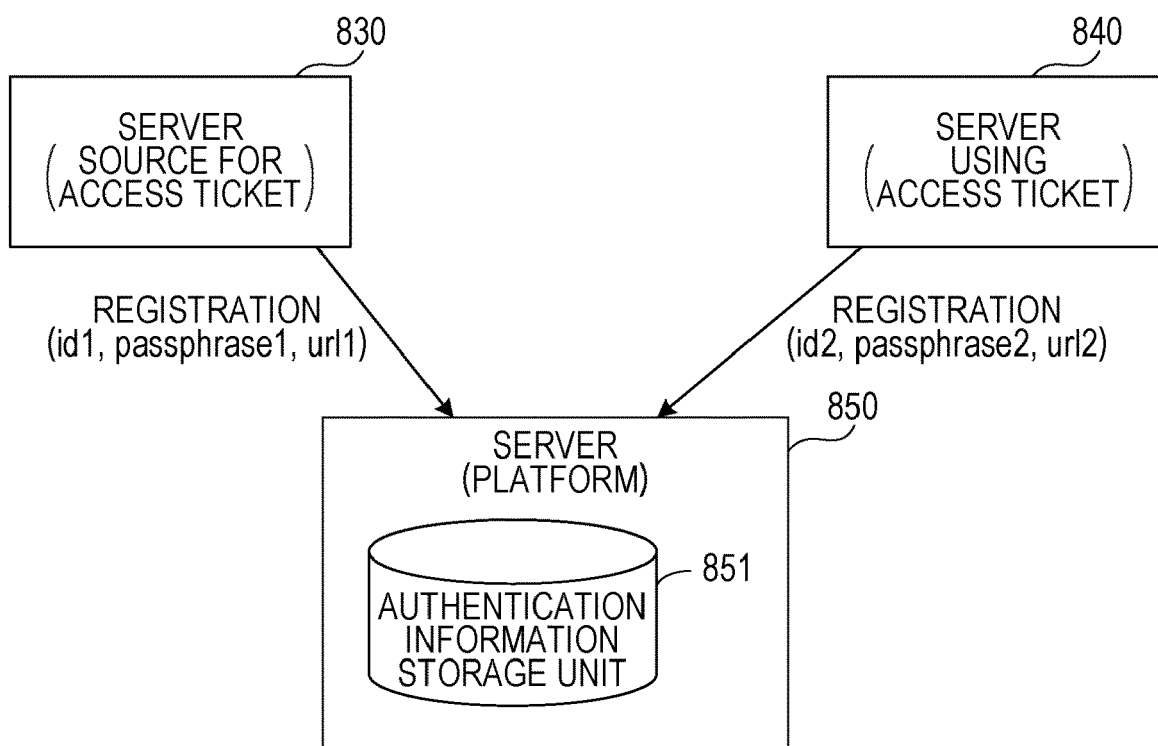 830
SERVER
(SOURCE FOR
ACCESS TICKET)
840
SERVER
(USING
ACCESS TICKET)
REGISTRATION
(id1, passphrase1, url1)
REGISTRATION
(id2, passphrase2, url2)
850
SERVER
(PLATFORM)
851
AUTHENTICATION
INFORMATION
STORAGE UNIT